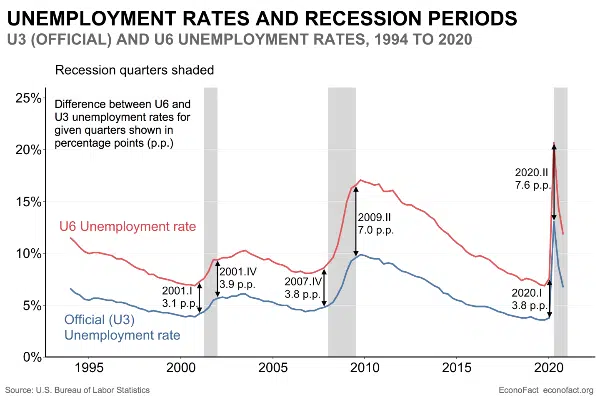 UNEMPLOYMENT RATES AND RECESSION PERIODS
U3 (OFFICIAL) AND U6 UNEMPLOYMENT RATES, 1994 TO 2020
Recession quarters shaded
25%
Difference between U6 and
U3 unemployment rates for
given quarters shown in
percentage points (p.p.)
20%
2020.II
7.6 p.p.
15%
U6 Unemployment rate
2009.II
7.0 p.p.
10%
2001.I
3.1 p.p.
2001.IV
3.9 p.p.
2007.IV
3.8 p.p.
2020.I
3.8 p.p.
5%
Official (U3)
Unemployment rate
0%
1995
2000
2005
2010
2015
2020
Source: U.S. Bureau of Labor Statistics
EconoFact econofact.org